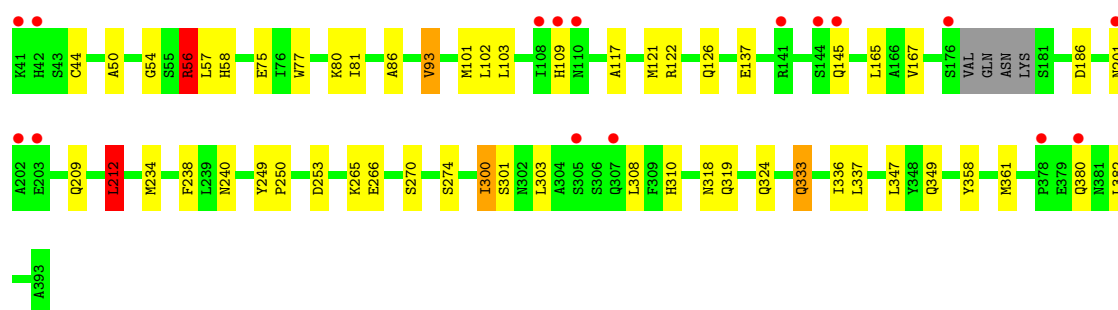 K41 H42 S43 C44 A50 G54 S55 R56 L57 H58 E75 I76 W77 K80 I81 A86 V93 M101 L102 L103 I108 H109 N110 A117 M121 R122 Q126 E137 R141 S144 Q145 L165 A166 V167 S176 VAL GLN ASN LYS S181 D186 N201
A202 E203 Q209 L212 M234 F238 L239 N240 Y249 P250 D253 K265 E266 S270 S274 I300 S301 N302 L303 A304 S305 S306 Q307 L308 F309 H310 N318 Q319 Q324 Q333 I336 L337 L347 Y348 Q349 Y358 M361 P378 E379 Q380 N381 L382
A393